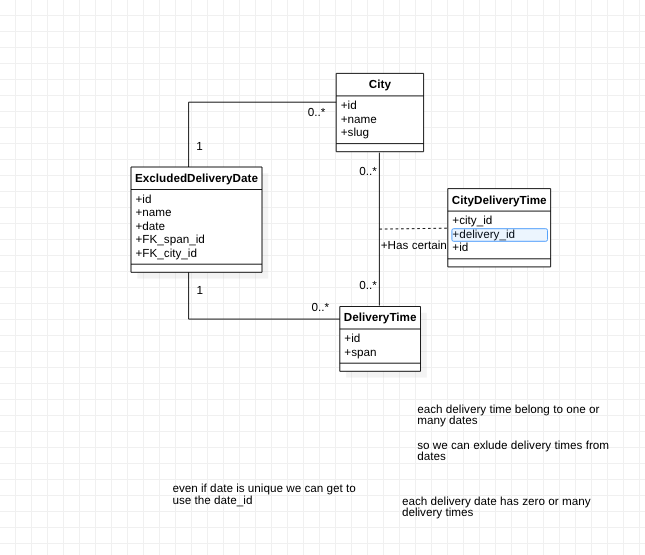 City
+id
+name
+slug
0..*
1
0..*
ExcludedDeliveryDate
+id
+name
+date
+FK_span_id
+FK_city_id
CityDeliveryTime
+city_id
+delivery_id
+id
+Has certain
1
0..*
0..*
DeliveryTime
+id
+span
each delivery time belong to one or
many dates
so we can exlude delivery times from
dates
even if date is unique we can get to
use the date_id
each delivery date has zero or many
delivery times